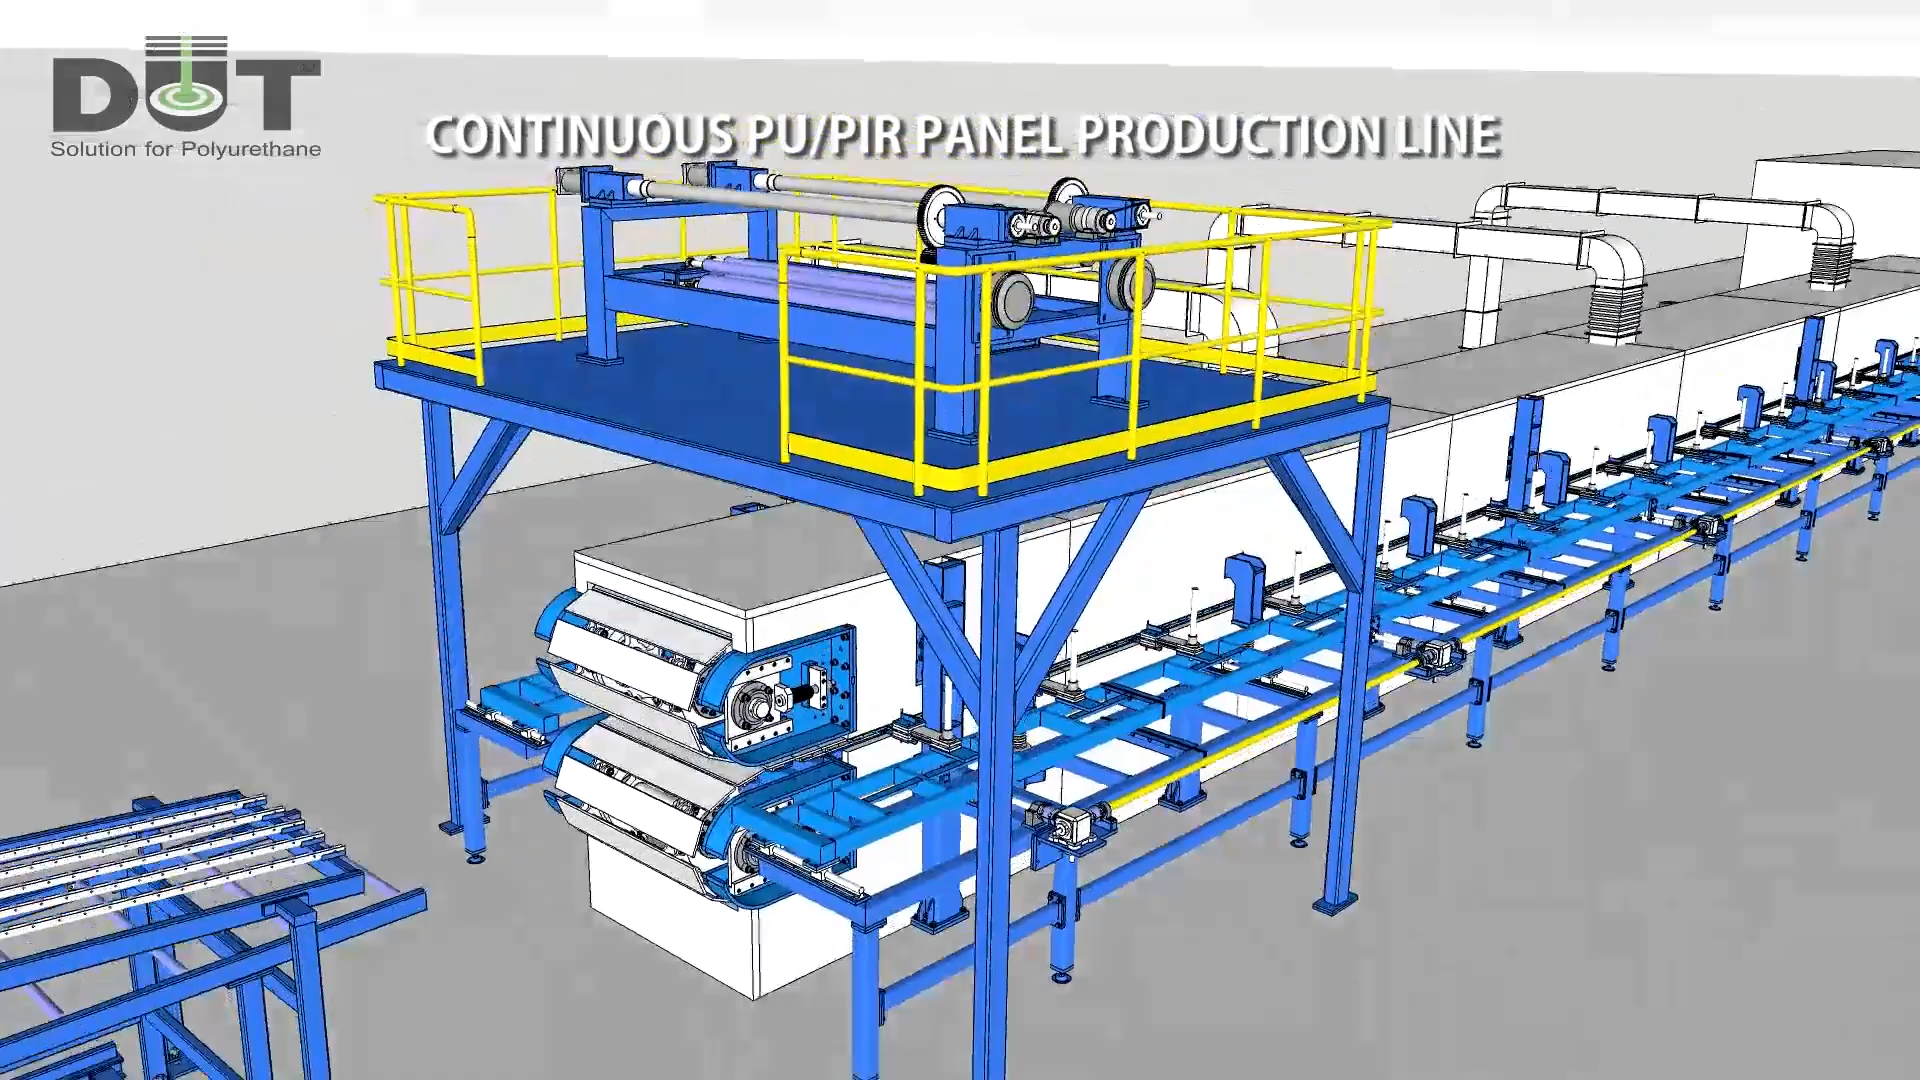 DUT
Solution for Polyurethane
CONTINUOUS PU/PIR PANEL PRODUCTION LINE